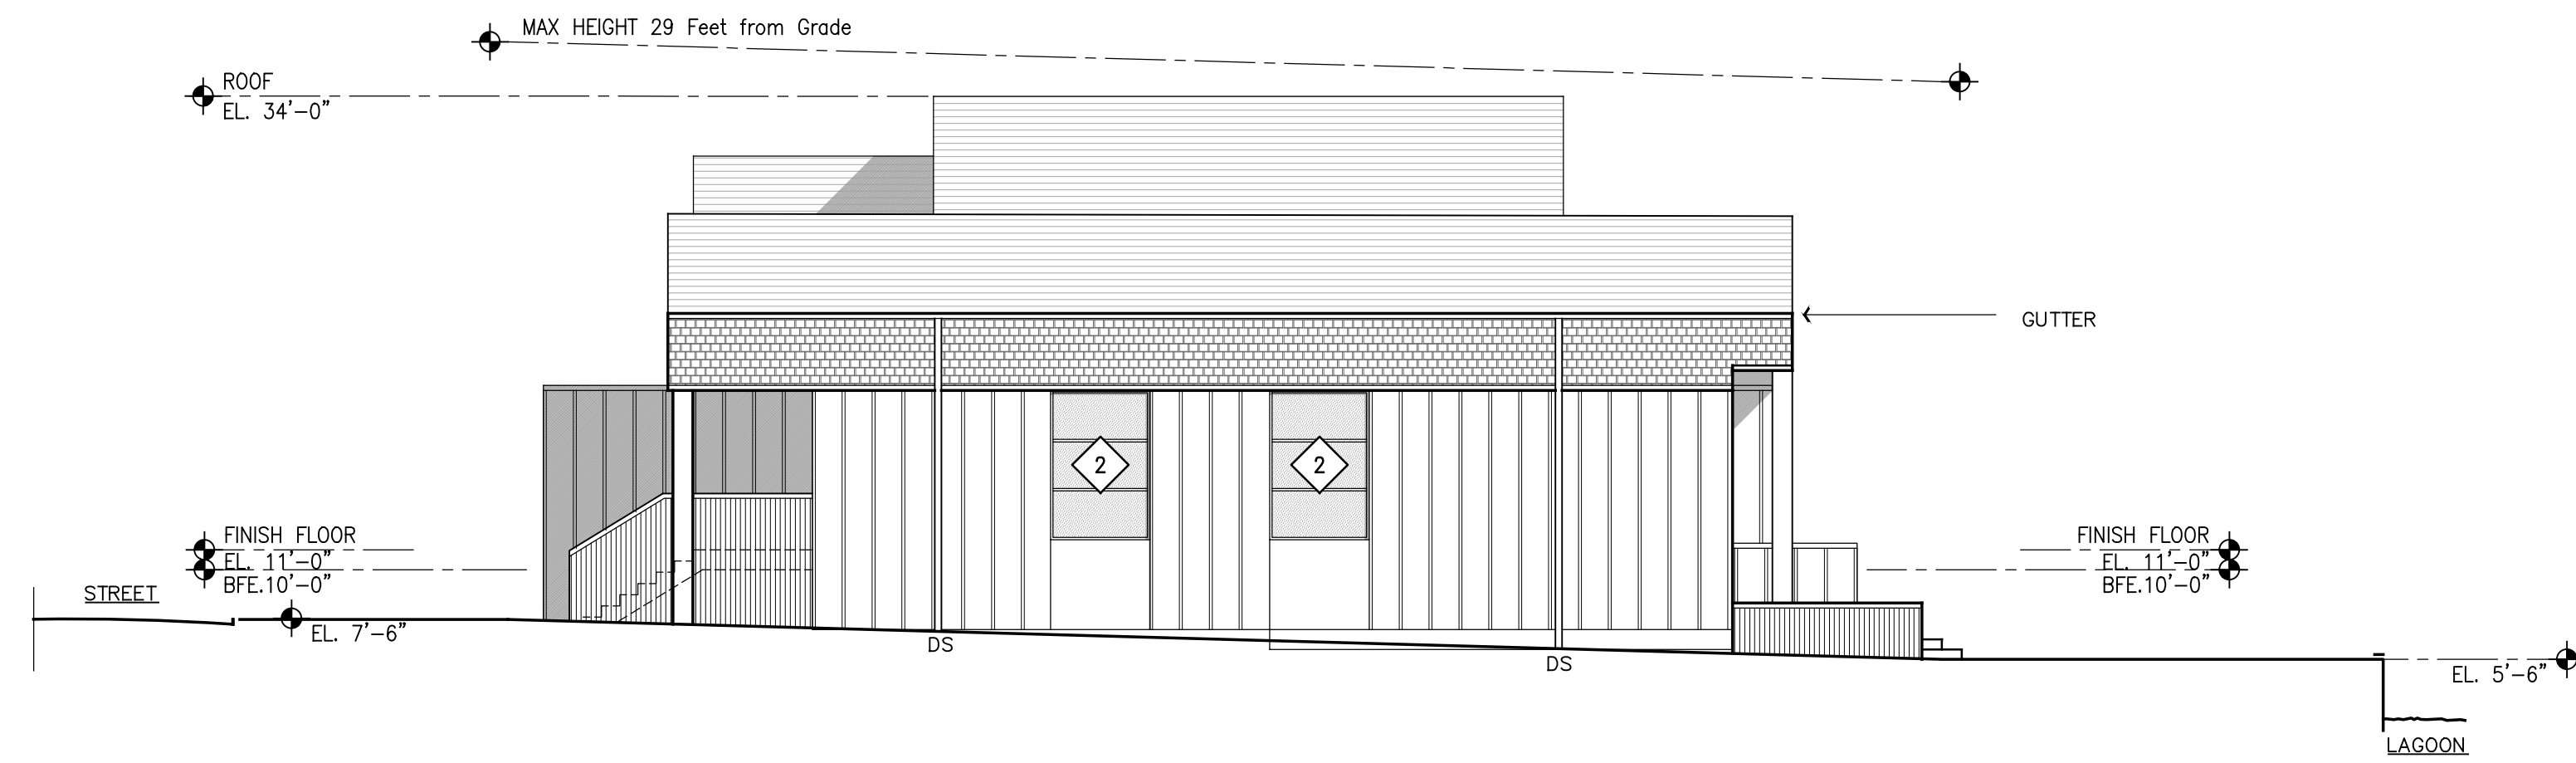 MAX HEIGHT 29 Feet from Grade
ROOF
EL. 34'-0"
GUTTER
2
2
FINISH FLOOR
EL. 11'-0"
BFE.10'-0"
FINISH FLOOR
EL. 11'-0"
BFE.10'-0"
STREET
EL. 7'-6"
DS
DS
EL. 5'-6"
LAGOON